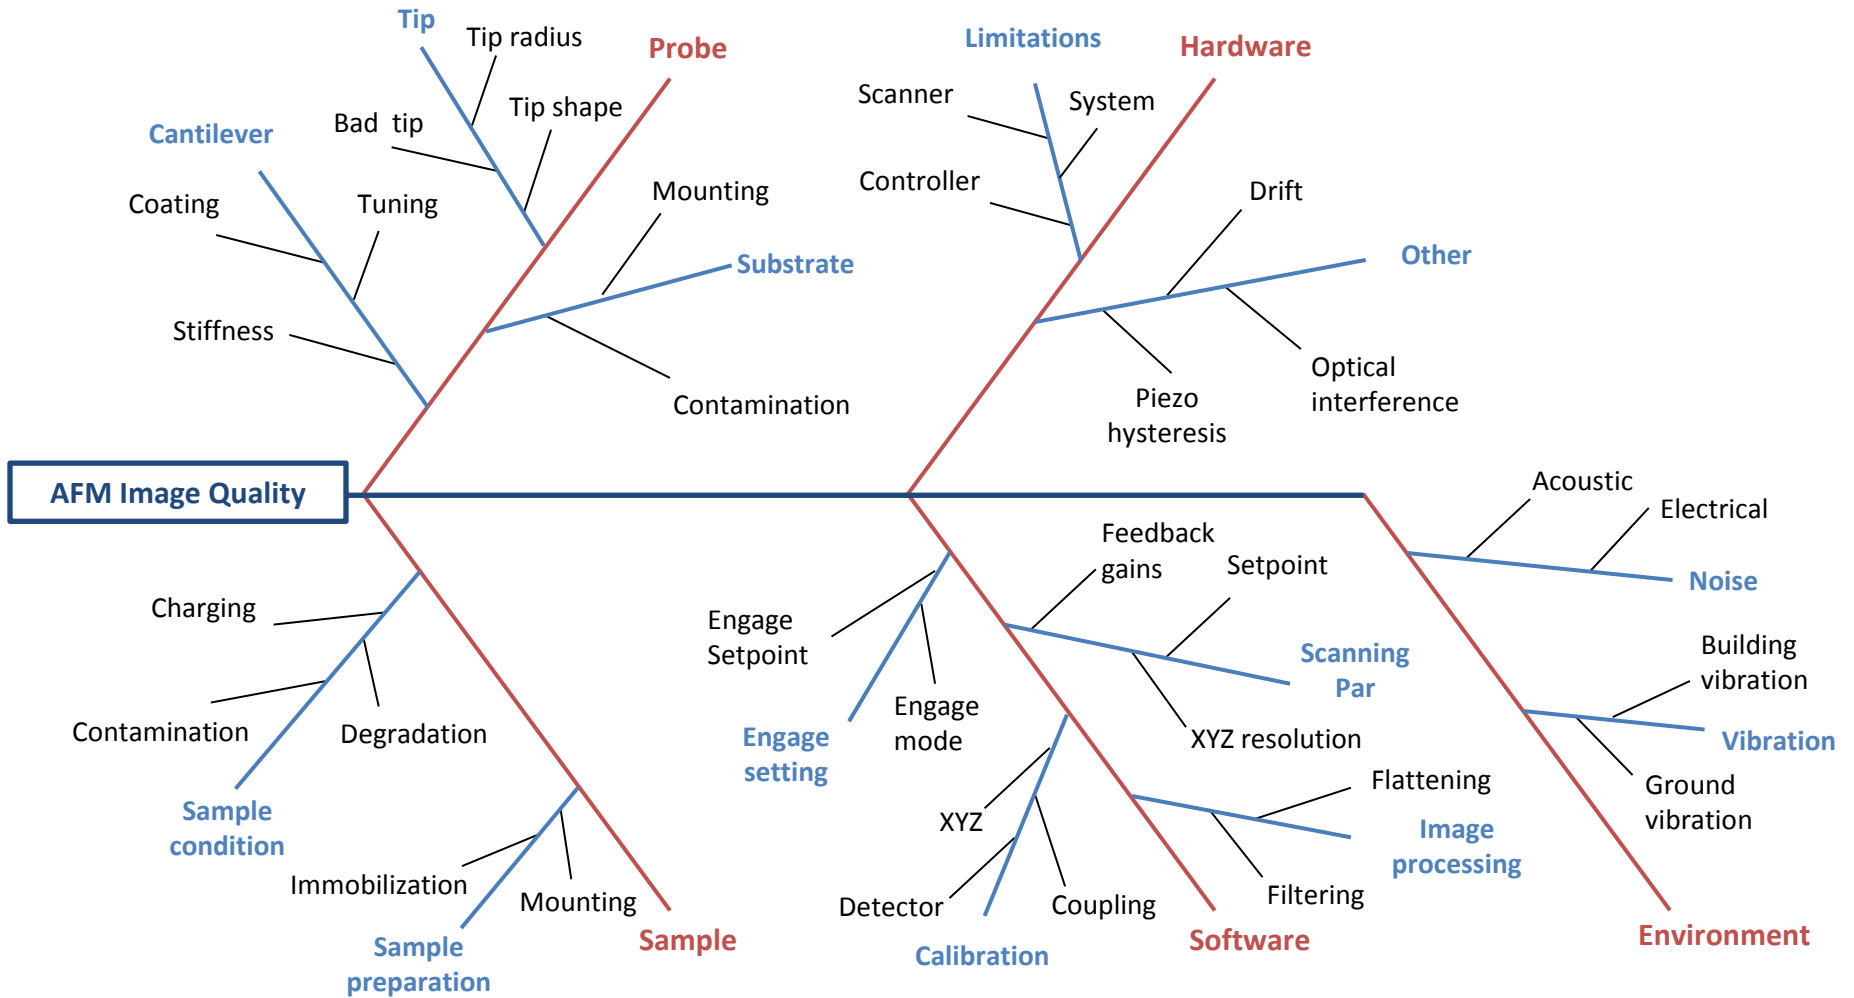 Tip
Tip radius
Probe
Limitations
Hardware
Scanner
System
Bad  tip
Tip shape
Cantilever
Coating
Tuning
Mounting
Controller
Drift
Substrate
Other
Stiffness
Contamination
Optical
interference
Piezo
hysteresis
AFM Image Quality
Acoustic
Electrical
Feedback
gains
Setpoint
Noise
Charging
Engage
Setpoint
Scanning
Par
Building
vibration
Contamination
Degradation
Engage
mode
Engage
setting
XYZ resolution
Vibration
Flattening
Ground
vibration
Sample
condition
XYZ
Image
processing
Immobilization
Mounting
Detector
Coupling
Filtering
Sample
preparation
Sample
Calibration
Software
Environment